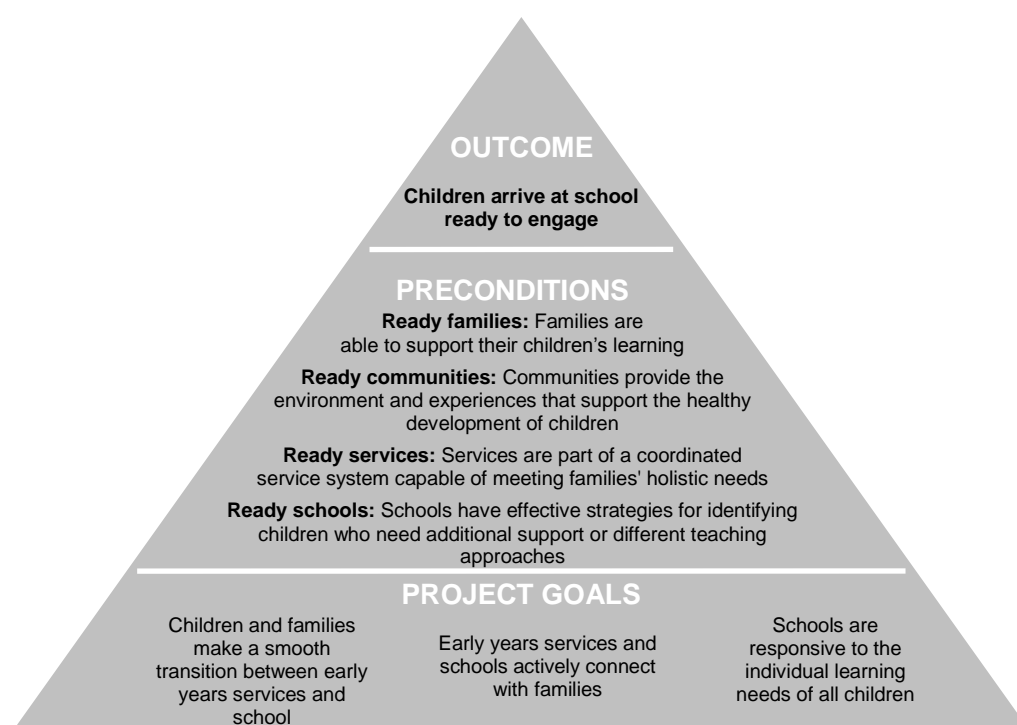 OUTCOME
Children arrive at school
ready to engage
PRECONDITIONS
Ready families: Families are
able to support their children's learning
Ready communities: Communities provide the
environment and experiences that support the healthy
development of children
Ready services: Services are part of a coordinated
service system capable of meeting families' holistic needs
Ready schools: Schools have effective strategies for identifying
children who need additional support or different teaching
approaches
PROJECT GOALS
Children and families
make a smooth
transition between early
years services and
school
Early years services and
schools actively connect
with families
Schools are
responsive to the
individual learning
needs of all children